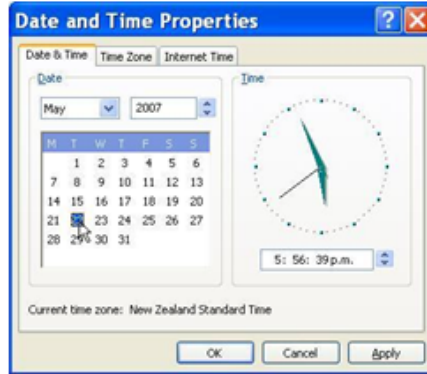 Date and Time Properties
Date & Time Time Zone Internet Time
Date
Time
May 2007
M T W T F S S
1 2 3 4 5 6
7 8 9 10 11 12 13
14 15 16 17 18 19 20
21 23 24 25 26 27
28 29 30 31
5: 56: 39 p.m.
Current time zone: New Zealand Standard Time
OK Cancel Apply